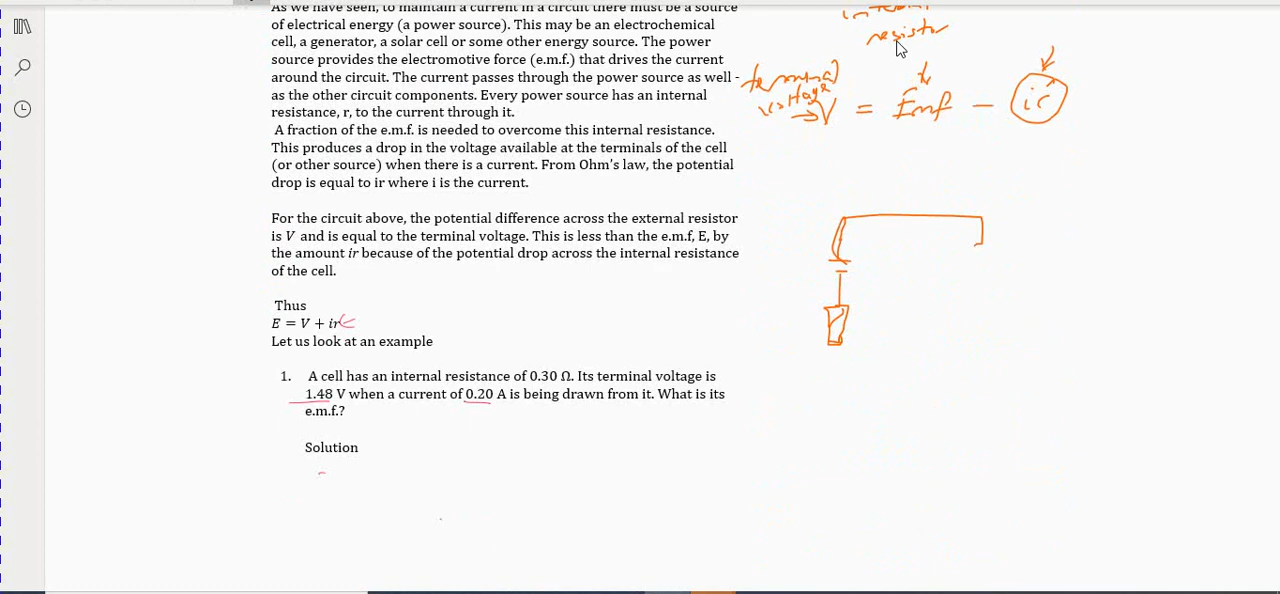 As we have seen, to maintain a current in a circuit there must be a source
of electrical energy (a power source). This may be an electrochemical
cell, a generator, a solar cell or some other energy source. The power
source provides the electromotive force (e.m.f.) that drives the current
around the circuit. The current passes through the power source as well -
as the other circuit components. Every power source has an internal
resistance, r, to the current through it.
A fraction of the e.m.f. is needed to overcome this internal resistance.
This produces a drop in the voltage available at the terminals of the cell
(or other source) when there is a current. From Ohm's law, the potential
drop is equal to ir where i is the current.
For the circuit above, the potential difference across the external resistor
is V and is equal to the terminal voltage. This is less than the e.m.f, E, by
the amount ir because of the potential drop across the internal resistance
of the cell.
Thus
E = V + ir
Let us look at an example
1. A cell has an internal resistance of 0.30 Ω. Its terminal voltage is
1.48 V when a current of 0.20 A is being drawn from it. What is its
e.m.f.?
Solution
resistor
terminal
voltage
V = Emf - ir